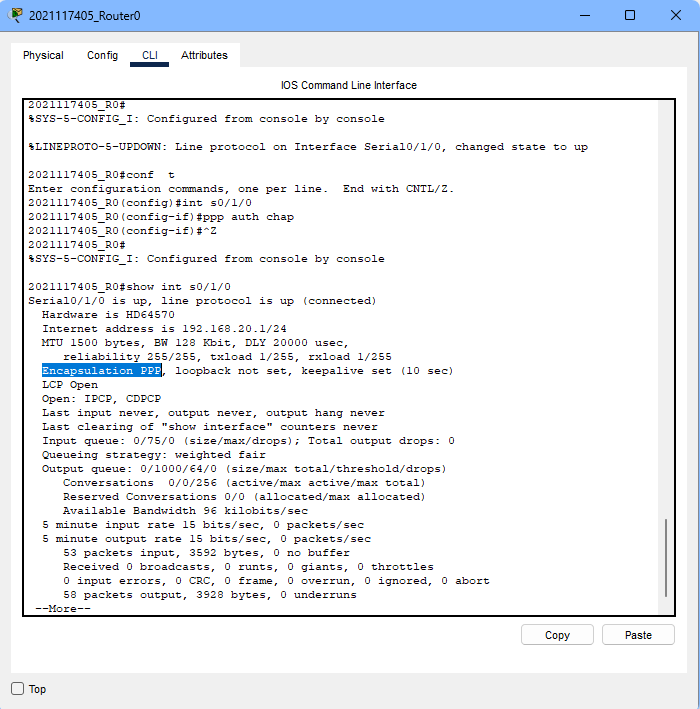 2021117405_Router0
Physical Config CLI Attributes
IOS Command Line Interface
2021117405_R0#
%SYS-5-CONFIG_I: Configured from console by console
%LINEPROTO-5-UPDOWN: Line protocol on Interface Serial0/1/0, changed state to up
2021117405_R0#conf  t
Enter configuration commands, one per line.  End with CNTL/Z.
2021117405_R0(config)#int s0/1/0
2021117405_R0(config-if)#ppp auth chap
2021117405_R0(config-if)#^Z
2021117405_R0#
%SYS-5-CONFIG_I: Configured from console by console
2021117405_R0#show int s0/1/0
Serial0/1/0 is up, line protocol is up (connected)
Hardware is HD64570
Internet address is 192.168.20.1/24
MTU 1500 bytes, BW 128 Kbit, DLY 20000 usec,
reliability 255/255, txload 1/255, rxload 1/255
Encapsulation PPP, loopback not set, keepalive set (10 sec)
LCP Open
Open: IPCP, CDPCP
Last input never, output never, output hang never
Last clearing of "show interface" counters never
Input queue: 0/75/0 (size/max/drops); Total output drops: 0
Queueing strategy: weighted fair
Output queue: 0/1000/64/0 (size/max total/threshold/drops)
Conversations  0/0/256 (active/max active/max total)
Reserved Conversations 0/0 (allocated/max allocated)
Available Bandwidth 96 kilobits/sec
5 minute input rate 15 bits/sec, 0 packets/sec
5 minute output rate 15 bits/sec, 0 packets/sec
53 packets input, 3592 bytes, 0 no buffer
Received 0 broadcasts, 0 runts, 0 giants, 0 throttles
0 input errors, 0 CRC, 0 frame, 0 overrun, 0 ignored, 0 abort
58 packets output, 3928 bytes, 0 underruns
--More--
Copy Paste
Top